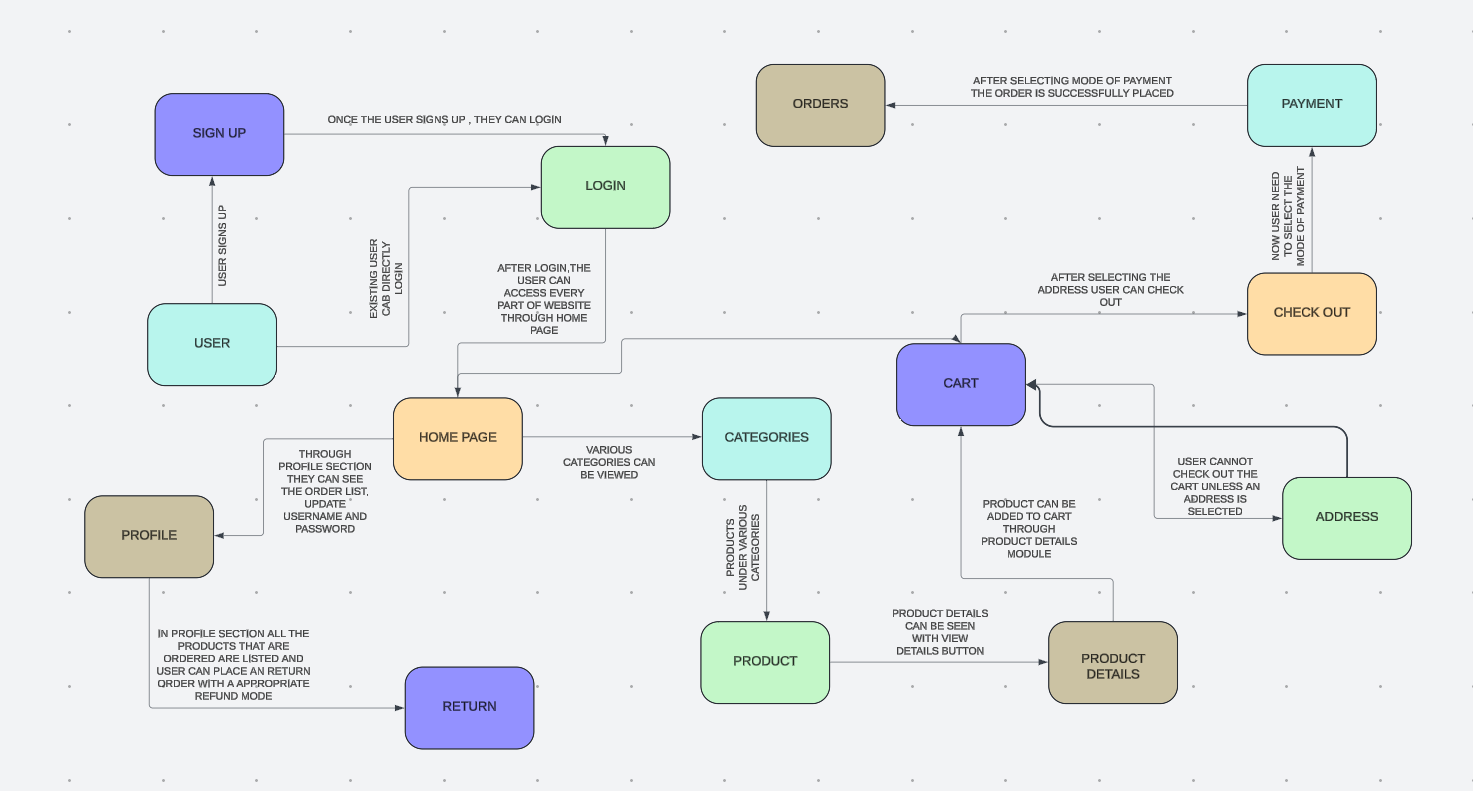 ORDERS
AFTER SELECTING MODE OF PAYMENT
THE ORDER IS SUCCESSFULLY PLACED
PAYMENT
SIGN UP
ONCE THE USER SIGNS UP , THEY CAN LOGIN
LOGIN
USER SIGNS UP
EXISTING USER
CAB DIRECTLY
LOGIN
NOW USER NEED
TO SELECT THE
MODE OF PAYMENT
AFTER LOGIN,THE
USER CAN
ACCESS EVERY
PART OF WEBSITE
THROUGH HOME
PAGE
AFTER SELECTING THE
ADDRESS USER CAN CHECK
OUT
CHECK OUT
USER
CART
HOME PAGE
VARIOUS
CATEGORIES CAN
BE VIEWED
CATEGORIES
THROUGH
PROFILE SECTION
THEY CAN SEE
THE ORDER LIST,
UPDATE
USERNAME AND
PASSWORD
USER CANNOT
CHECK OUT THE
CART UNLESS AN
ADDRESS IS
SELECTED
ADDRESS
PROFILE
PRODUCTS
UNDER VARIOUS
CATEGORIES
PRODUCT CAN BE
ADDED TO CART
THROUGH
PRODUCT DETAILS
MODULE
IN PROFILE SECTION ALL THE
PRODUCTS THAT ARE
ORDERED ARE LISTED AND
USER CAN PLACE AN RETURN
ORDER WITH A APPROPRIATE
REFUND MODE
RETURN
PRODUCT
PRODUCT DETAILS
CAN BE SEEN
WITH VIEW
DETAILS BUTTON
PRODUCT
DETAILS